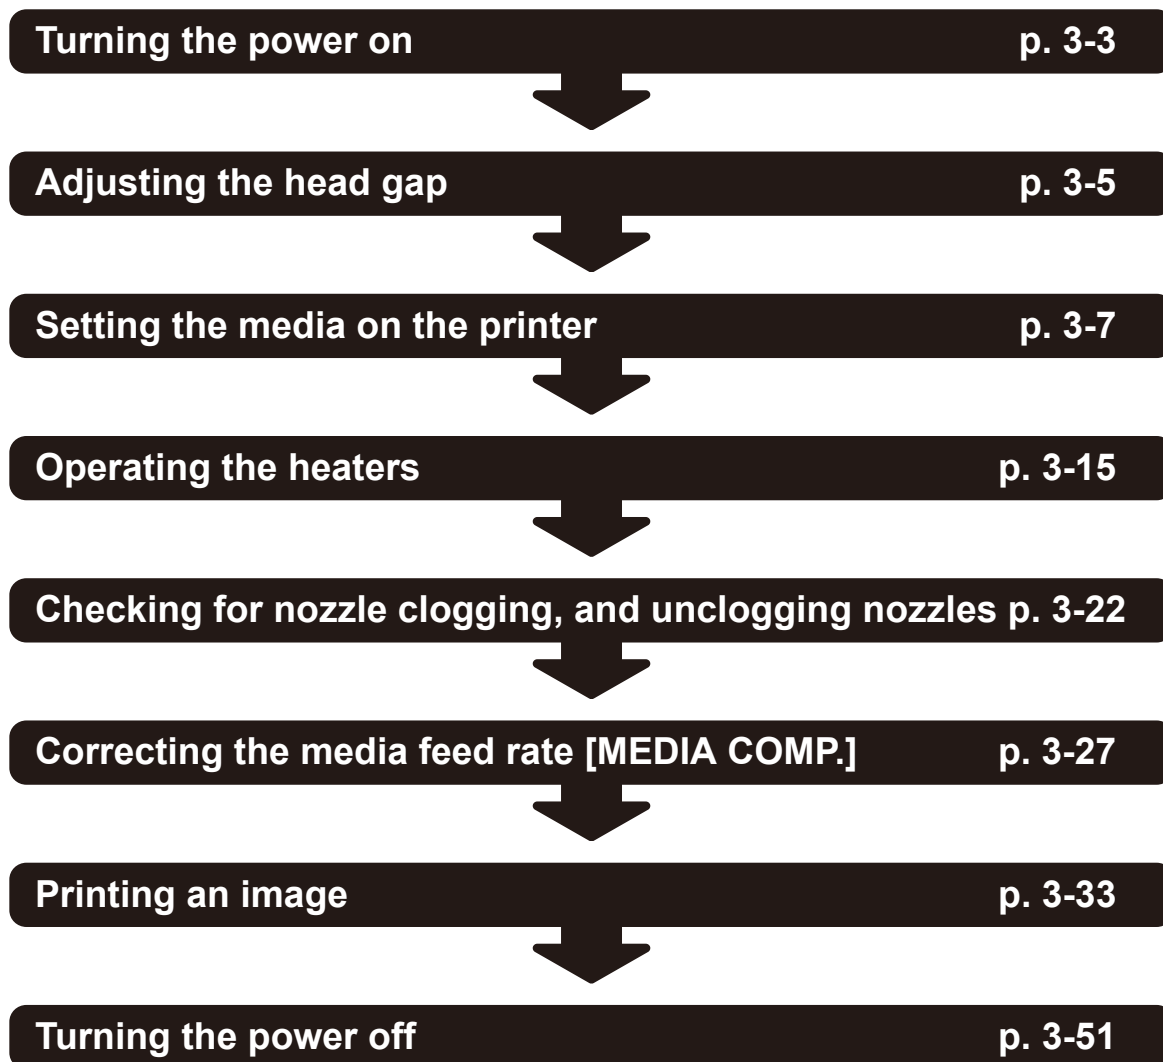 Turning the power on p. 3-3
Adjusting the head gap p. 3-5
Setting the media on the printer p. 3-7
Operating the heaters p. 3-15
Checking for nozzle clogging, and unclogging nozzles p. 3-22
Correcting the media feed rate [MEDIA COMP.] p. 3-27
Printing an image p. 3-33
Turning the power off p. 3-51